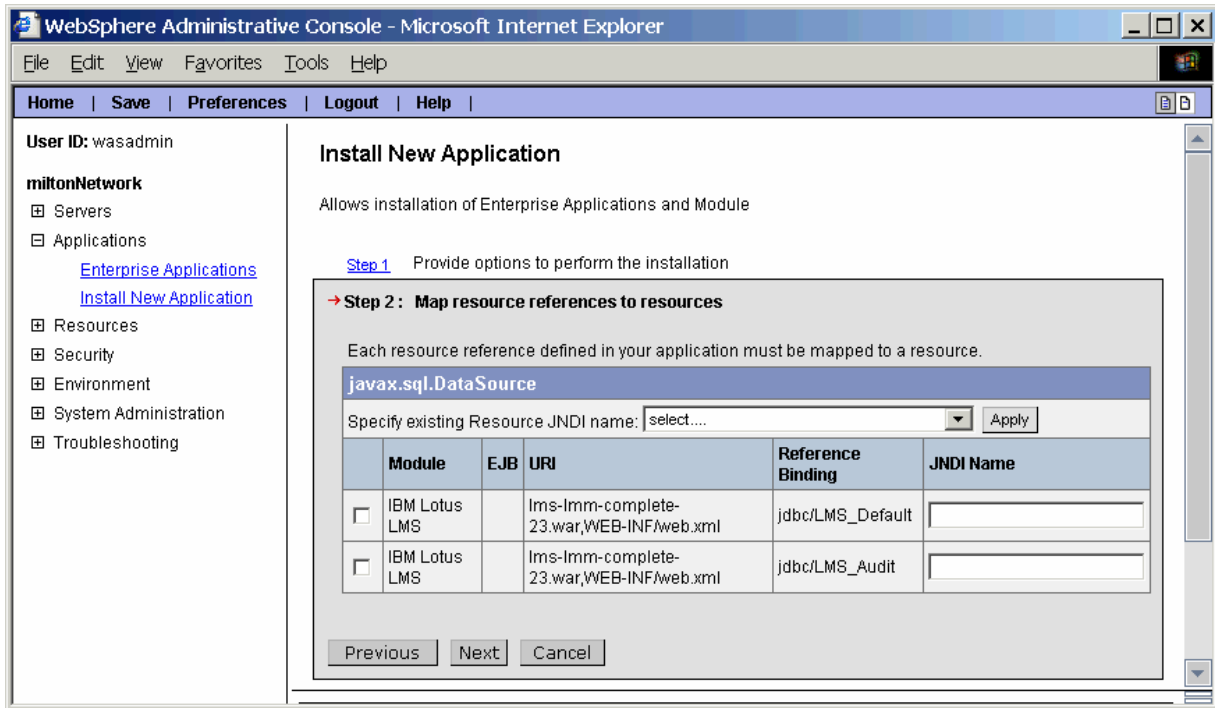 WebSphere Administrative Console - Microsoft Internet Explorer
File Edit View Favorites Tools Help
Home | Save | Preferences | Logout | Help |
User ID: wasadmin
miltonNetwork
Servers
Applications
Enterprise Applications
Install New Application
Resources
Security
Environment
System Administration
Troubleshooting
Install New Application
Allows installation of Enterprise Applications and Module
Step 1 Provide options to perform the installation
Step 2 : Map resource references to resources
Each resource reference defined in your application must be mapped to a resource.
javax.sql.DataSource
Specify existing Resource JNDI name: select.... Apply
Module EJB URI Reference Binding JNDI Name
IBM Lotus LMS lms-lmm-complete-23.war,WEB-INF/web.xml jdbc/LMS_Default
IBM Lotus LMS lms-lmm-complete-23.war,WEB-INF/web.xml jdbc/LMS_Audit
Previous Next Cancel